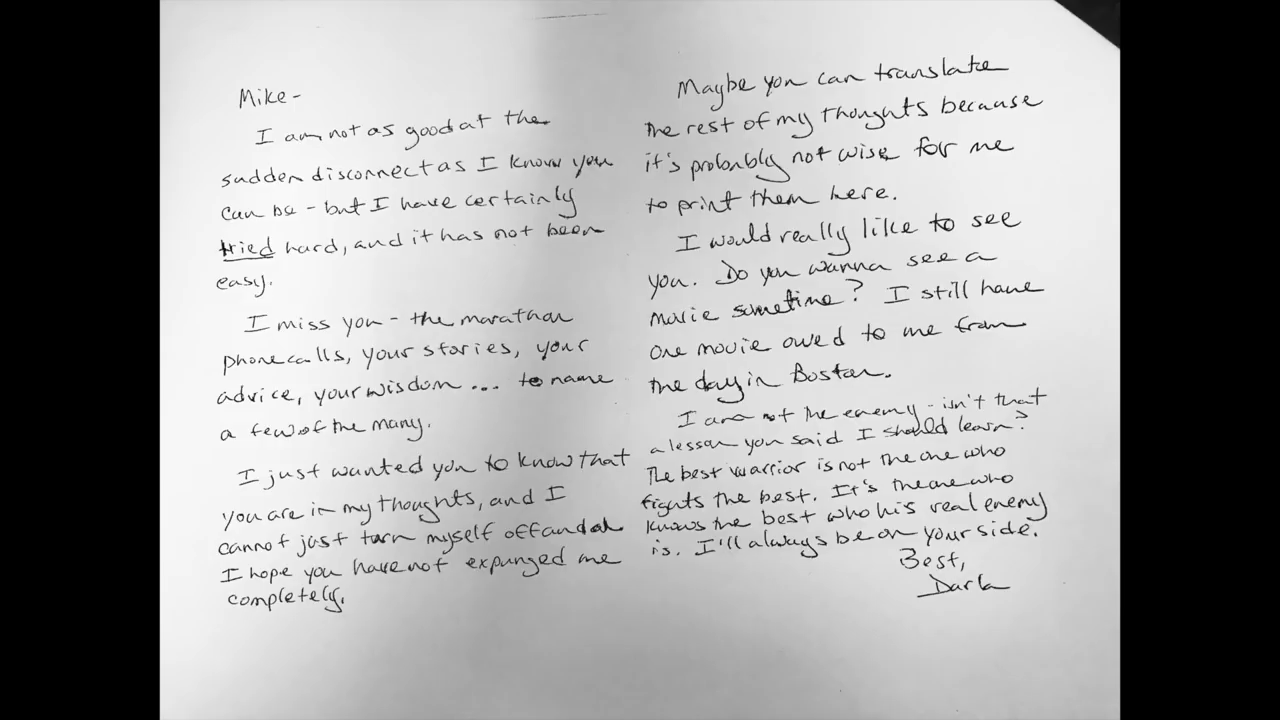 Mike-
I am not as good at the
sudden disconnect as I know you
can be - but I have certainly
tried hard, and it has not been
easy.
I miss you - the marathon
phone calls, your stories, your
advice, your wisdom ... to name
a few of the many.
I just wanted you to know that
you are in my thoughts, and I
cannot just turn myself off and
I hope you have not expunged me
completely.
Maybe you can translate
the rest of my thoughts because
it's probably not wise for me
to print them here.
I would really like to see
you. Do you wanna see a
movie sometime? I still have
one movie owed to me from
the day in Boston.
I am not the enemy - isn't that
a lesson you said I should learn?
The best warrior is not the one who
fights the best. It's the one who
knows the best who his real enemy
is. I'll always be on your side.
Best,
Darla